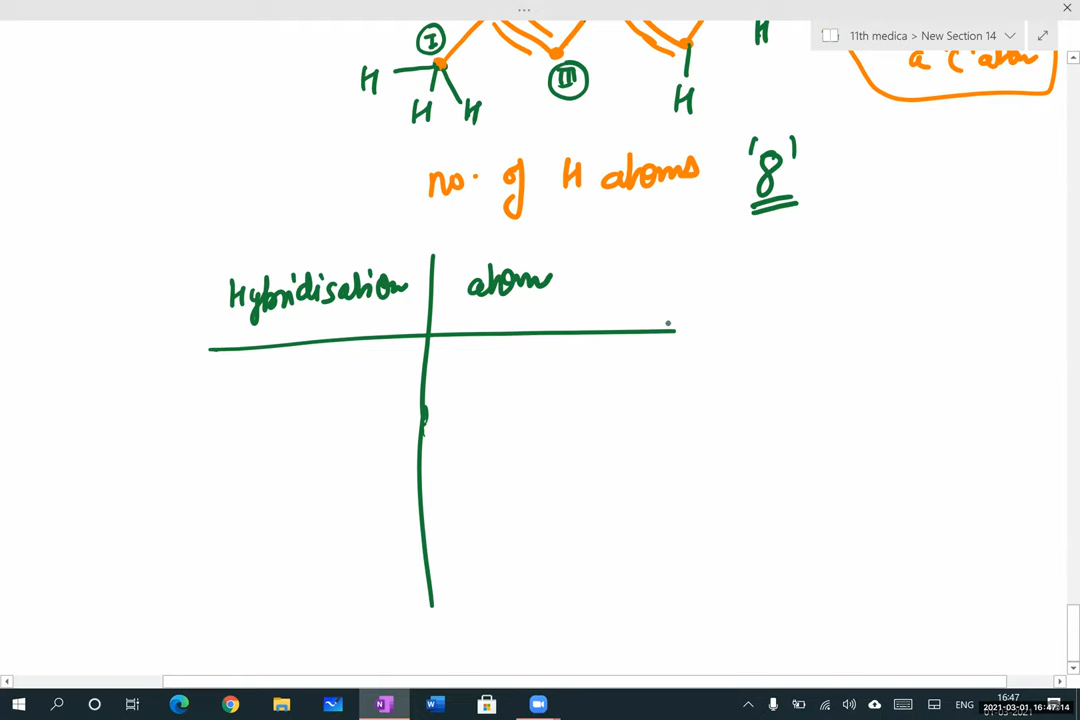 11th medica > New Section 14
I
III
H
H
H
H
H
a 'C' atom
no. of H atoms '8'
Hybridisation atom
16:47
ENG
2021-03-01 16:47:14